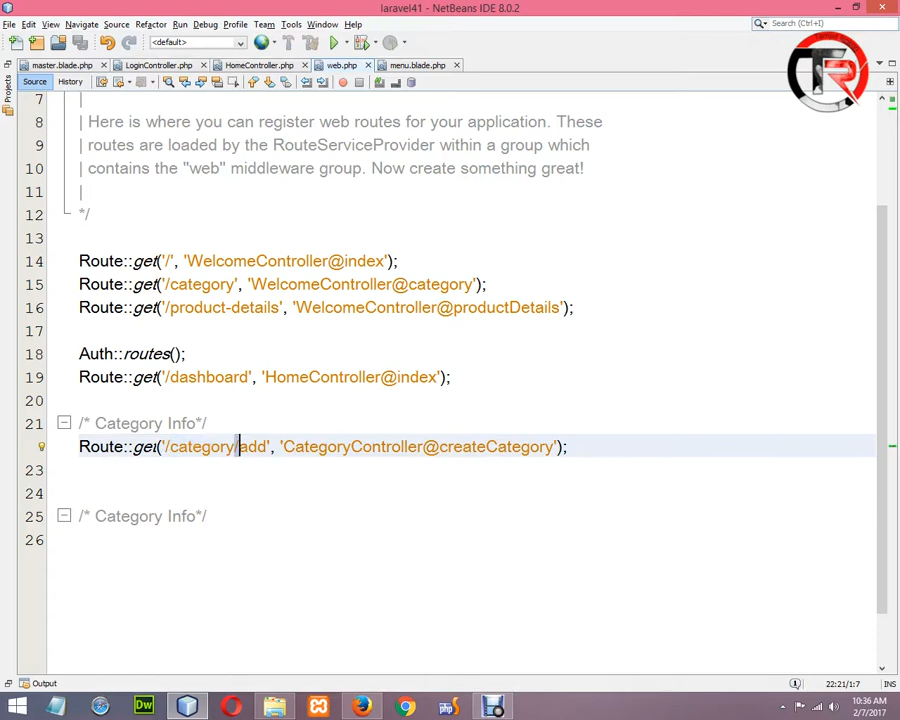 laravel41 - NetBeans IDE 8.0.2
File Edit View Navigate Source Refactor Run Debug Profile Team Tools Window Help
Search (Ctrl+I)
<default>
master.blade.php LoginController.php HomeController.php web.php menu.blade.php
Source History
Projects
7 |
8 | Here is where you can register web routes for your application. These
9 | routes are loaded by the RouteServiceProvider within a group which
10 | contains the "web" middleware group. Now create something great!
11 |
12 */
13
14 Route::get('/', 'WelcomeController@index');
15 Route::get('/category', 'WelcomeController@category');
16 Route::get('/product-details', 'WelcomeController@productDetails');
17
18 Auth::routes();
19 Route::get('/dashboard', 'HomeController@index');
20
21 /* Category Info*/
Route::get('/category/add', 'CategoryController@createCategory');
23
24
25 /* Category Info*/
26
Output
22:21/1:7 INS
10:36 AM
2/7/2017